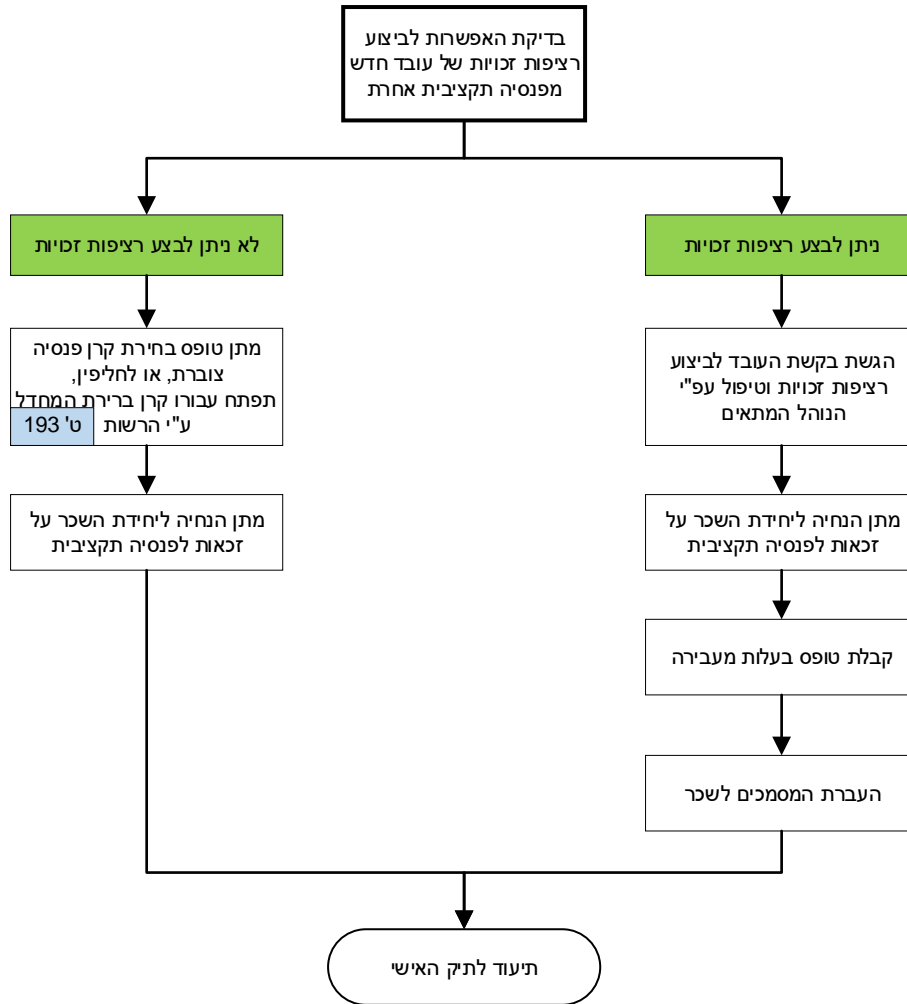 בדיקת האפשרות לביצוע
רציפות זכויות של עובד חדש
מפנסיה תקציבית אחרת
ניתן לבצע רציפות זכויות
לא ניתן לבצע רציפות זכויות
הגשת בקשת העובד לביצוע
רציפות זכויות וטיפול עפ"י
הנוהל המתאים
מתן טופס בחירת קרן פנסיה
צוברת, או לחליפין,
תפתח עבורו קרן ברירת המחדל
ע"י הרשות
ט' 193
מתן הנחיה ליחידת השכר על
זכאות לפנסיה תקציבית
מתן הנחיה ליחידת השכר על
זכאות לפנסיה תקציבית
קבלת טופס בעלות מעבירה
העברת המסמכים לשכר
תיעוד לתיק האישי